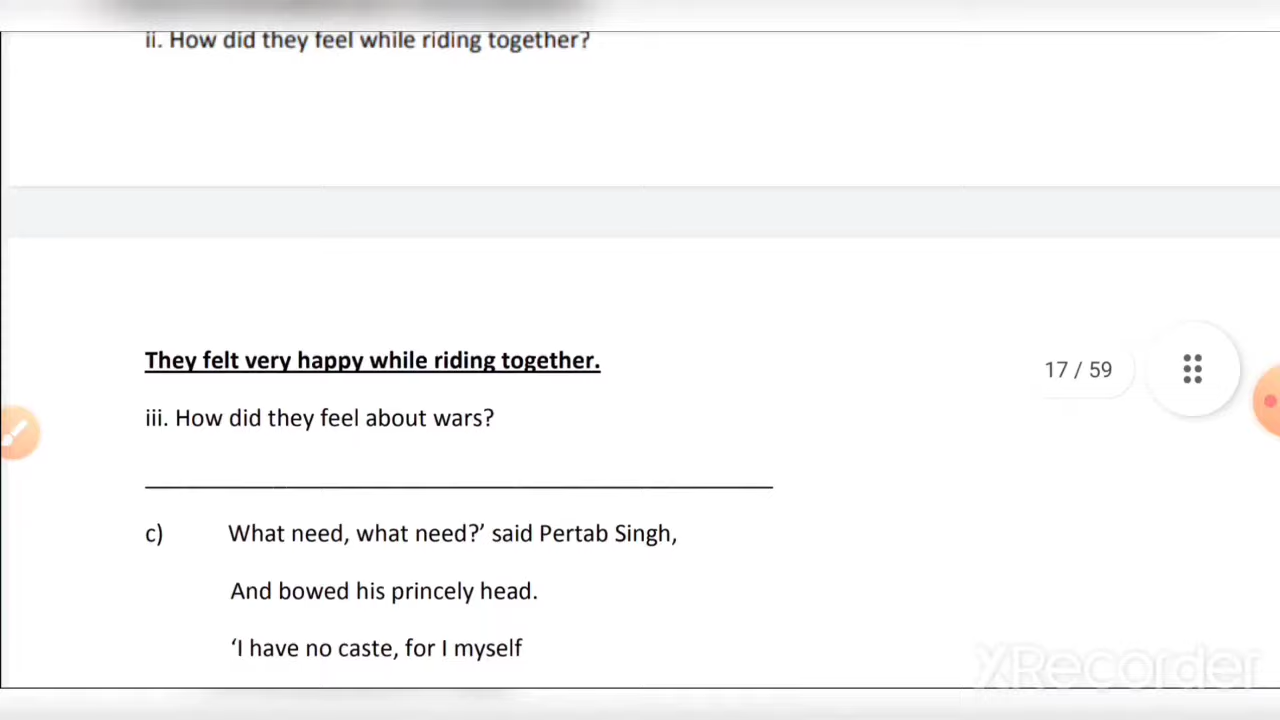 ii. How did they feel while riding together?
They felt very happy while riding together.
17 / 59
iii. How did they feel about wars?
c) What need, what need?’ said Pertab Singh,
And bowed his princely head.
‘I have no caste, for I myself
XRecorder